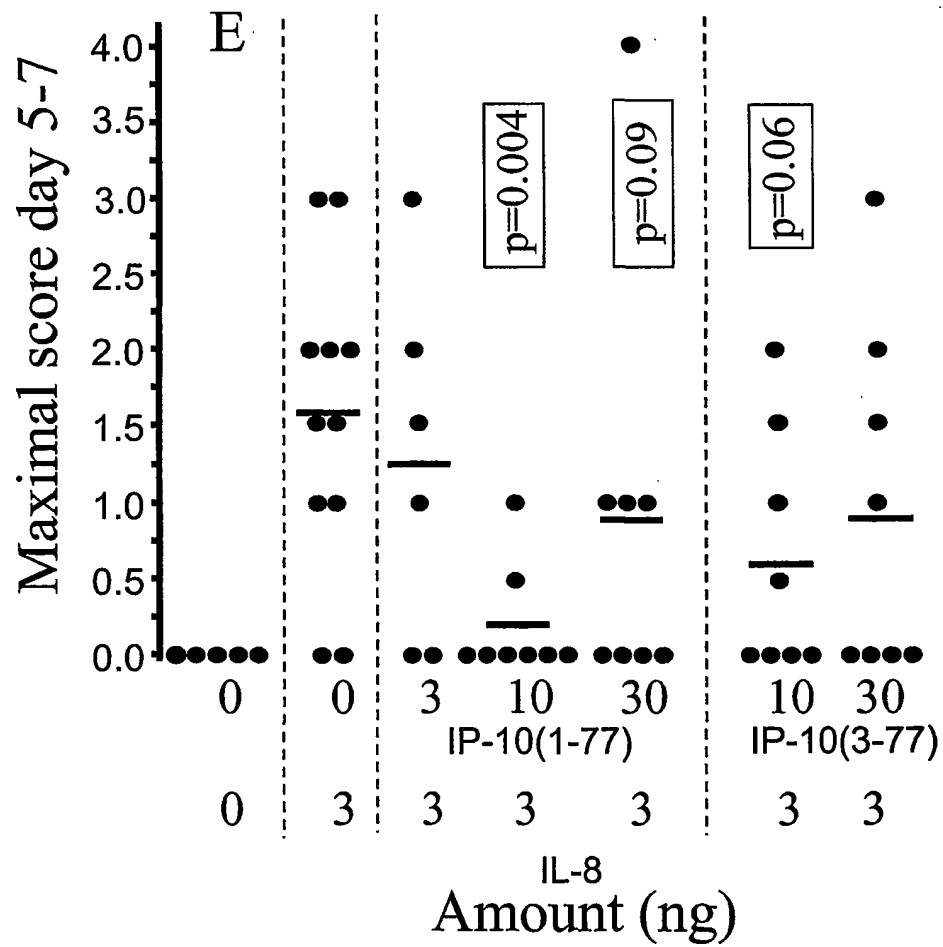 E
Maximal score day 5-7
4.0
3.5
3.0
2.5
2.0
1.5
1.0
0.5
0.0
p=0.004
p=0.09
p=0.06
0 0 3 10 30 10 30
IP-10(1-77) IP-10(3-77)
0 3 3 3 3 3 3
IL-8
Amount (ng)